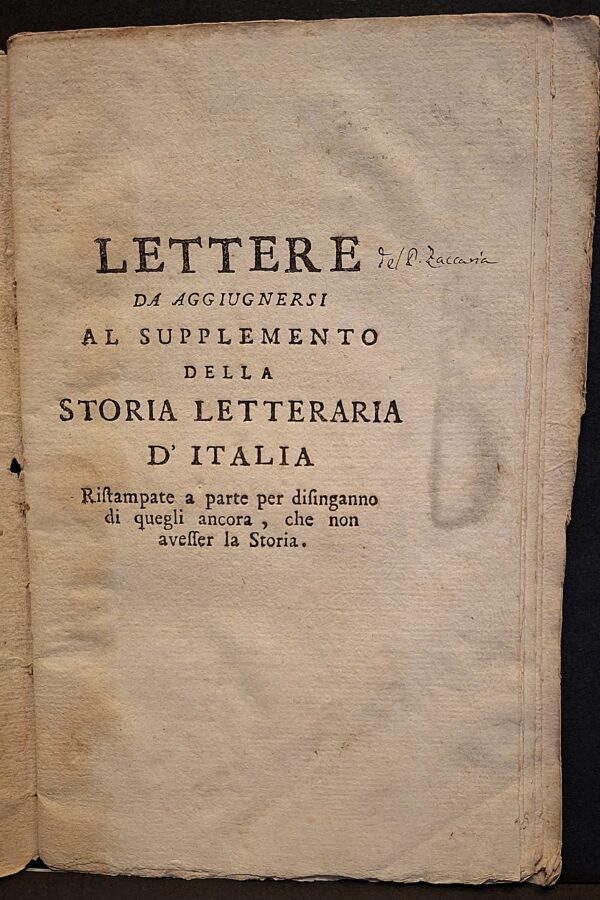 LETTERE del P. Zaccaria
DA AGGIUGNERSI
AL SUPPLEMENTO
DELLA
STORIA LETTERARIA
D' ITALIA
Riſtampate a parte per diſinganno
di quegli ancora , che non
aveſſer la Storia.